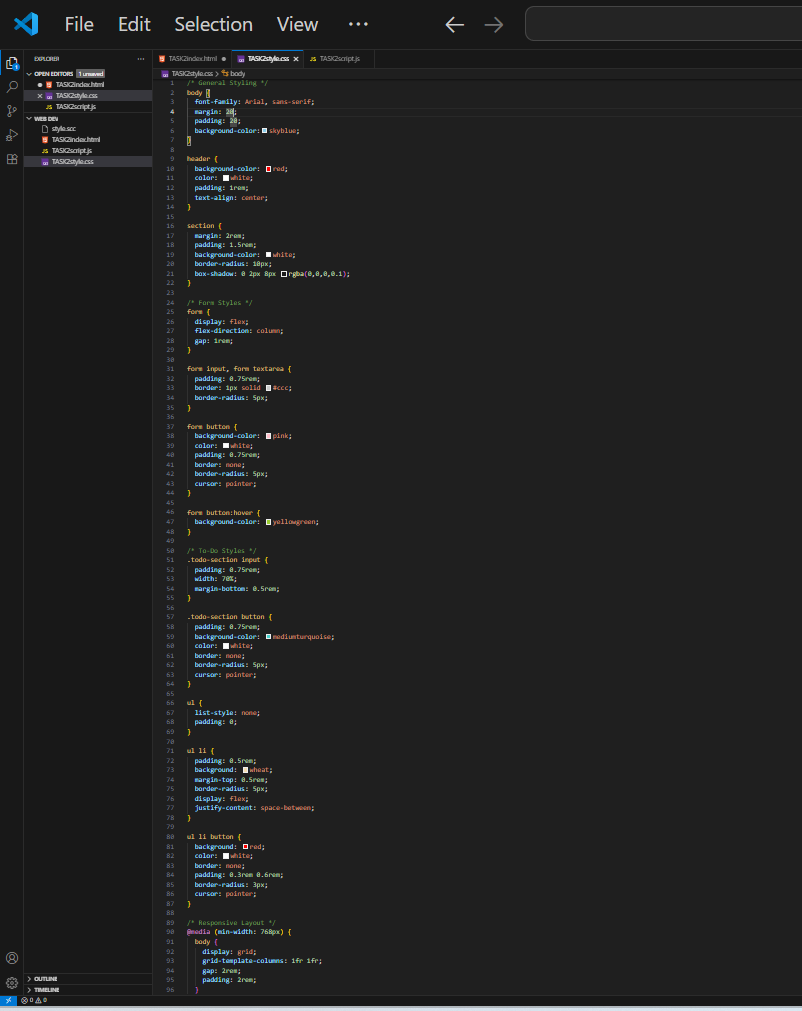 File Edit Selection View ...
EXPLORER ...
OPEN EDITORS 1 unsaved
TASK2index.html
TASK2style.css
TASK2script.js
WEB DEV
style.scc
TASK2index.html
TASK2script.js
TASK2style.css
OUTLINE
TIMELINE
0 0
TASK2index.html TASK2style.css TASK2script.js
TASK2style.css > body
1 /* General Styling */
2 body {
3 font-family: Arial, sans-serif;
4 margin: 20;
5 padding: 20;
6 background-color: skyblue;
7 }
8
9 header {
10 background-color: red;
11 color: white;
12 padding: 1rem;
13 text-align: center;
14 }
15
16 section {
17 margin: 2rem;
18 padding: 1.5rem;
19 background-color: white;
20 border-radius: 10px;
21 box-shadow: 0 2px 8px rgba(0,0,0,0.1);
22 }
23
24 /* Form Styles */
25 form {
26 display: flex;
27 flex-direction: column;
28 gap: 1rem;
29 }
30
31 form input, form textarea {
32 padding: 0.75rem;
33 border: 1px solid #ccc;
34 border-radius: 5px;
35 }
36
37 form button {
38 background-color: pink;
39 color: white;
40 padding: 0.75rem;
41 border: none;
42 border-radius: 5px;
43 cursor: pointer;
44 }
45
46 form button:hover {
47 background-color: yellowgreen;
48 }
49
50 /* To-Do Styles */
51 .todo-section input {
52 padding: 0.75rem;
53 width: 70%;
54 margin-bottom: 0.5rem;
55 }
56
57 .todo-section button {
58 padding: 0.75rem;
59 background-color: mediumturquoise;
60 color: white;
61 border: none;
62 border-radius: 5px;
63 cursor: pointer;
64 }
65
66 ul {
67 list-style: none;
68 padding: 0;
69 }
70
71 ul li {
72 padding: 0.5rem;
73 background: wheat;
74 margin-top: 0.5rem;
75 border-radius: 5px;
76 display: flex;
77 justify-content: space-between;
78 }
79
80 ul li button {
81 background: red;
82 color: white;
83 border: none;
84 padding: 0.3rem 0.6rem;
85 border-radius: 3px;
86 cursor: pointer;
87 }
88
89 /* Responsive Layout */
90 @media (min-width: 768px) {
91 body {
92 display: grid;
93 grid-template-columns: 1fr 1fr;
94 gap: 2rem;
95 padding: 2rem;
96 }